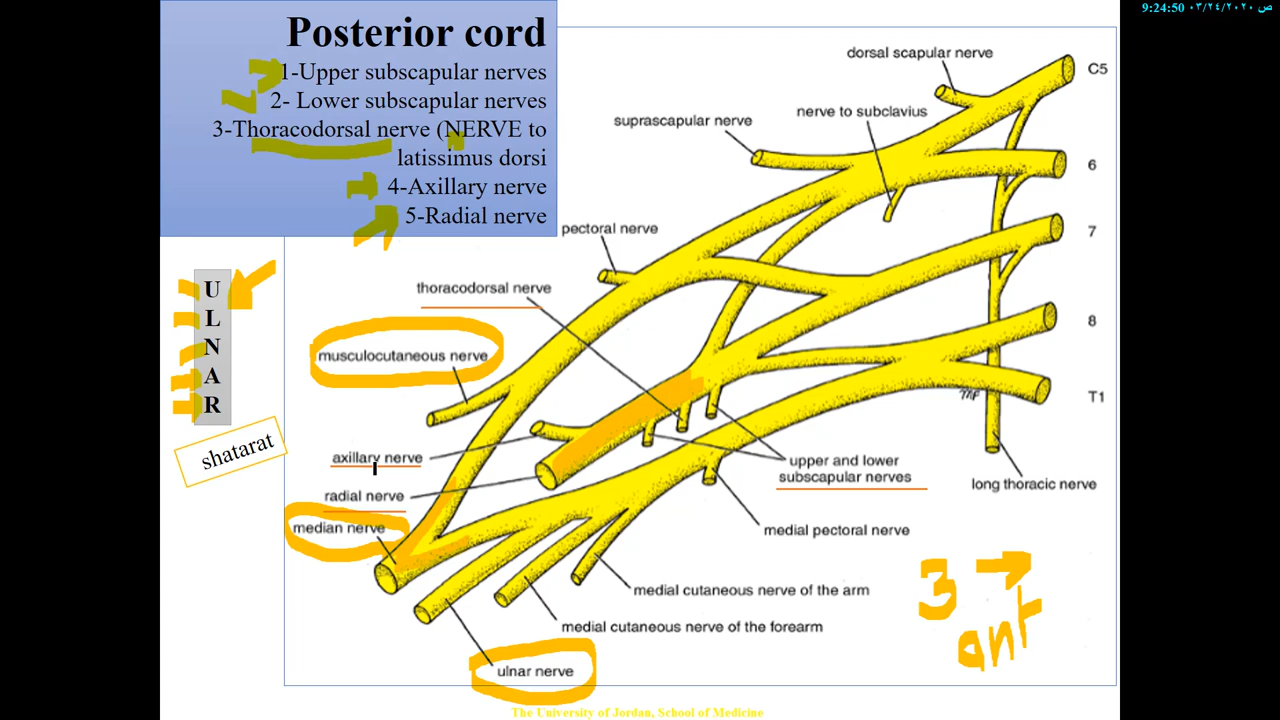 9:24:50 ٠٣/٢٤/٢٠٢٠ ص
Posterior cord
1-Upper subscapular nerves
2- Lower subscapular nerves
3-Thoracodorsal nerve (NERVE to
latissimus dorsi
4-Axillary nerve
5-Radial nerve
dorsal scapular nerve
C5
nerve to subclavius
suprascapular nerve
6
pectoral nerve
7
thoracodorsal nerve
8
musculocutaneous nerve
T1
U
L
N
A
R
shatarat
axillary nerve
upper and lower
subscapular nerves
long thoracic nerve
radial nerve
median nerve
medial pectoral nerve
medial cutaneous nerve of the arm
medial cutaneous nerve of the forearm
ulnar nerve
3
ant
The University of Jordan, School of Medicine